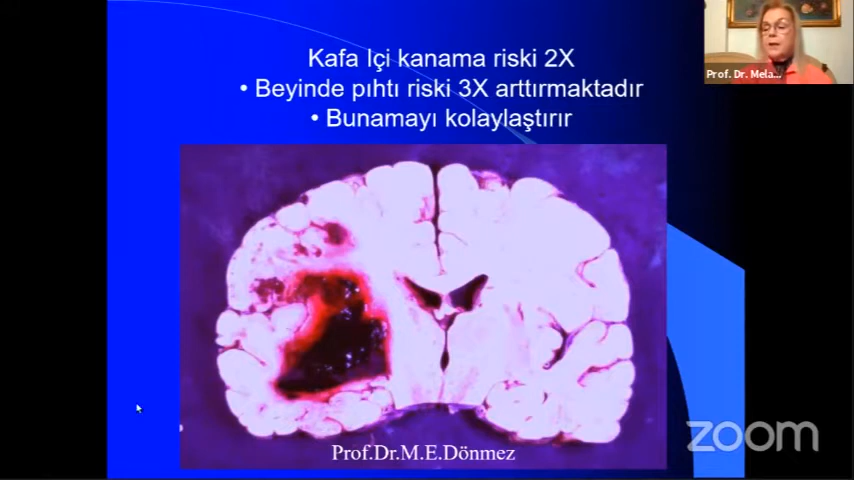 Kafa Içi kanama riski 2X
• Beyinde pıhtı riski 3X arttırmaktadır
• Bunamayı kolaylaştırır
Prof.Dr.M.E.Dönmez
Prof. Dr. Mela...
zoom